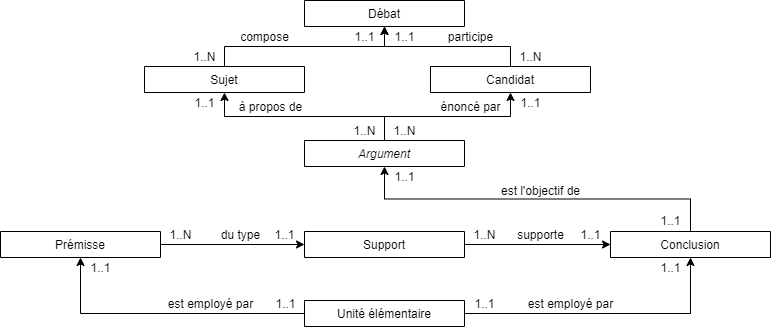 Débat
compose 1..1 1..1 participe
1..N 1..N
Sujet Candidat
1..1 à propos de énoncé par 1..1
1..N 1..N
Argument
1..1
est l'objectif de
1..1
Prémisse 1..N du type 1..1 Support 1..N supporte 1..1 Conclusion
1..1 1..1
est employé par 1..1 1..1 est employé par
Unité élémentaire